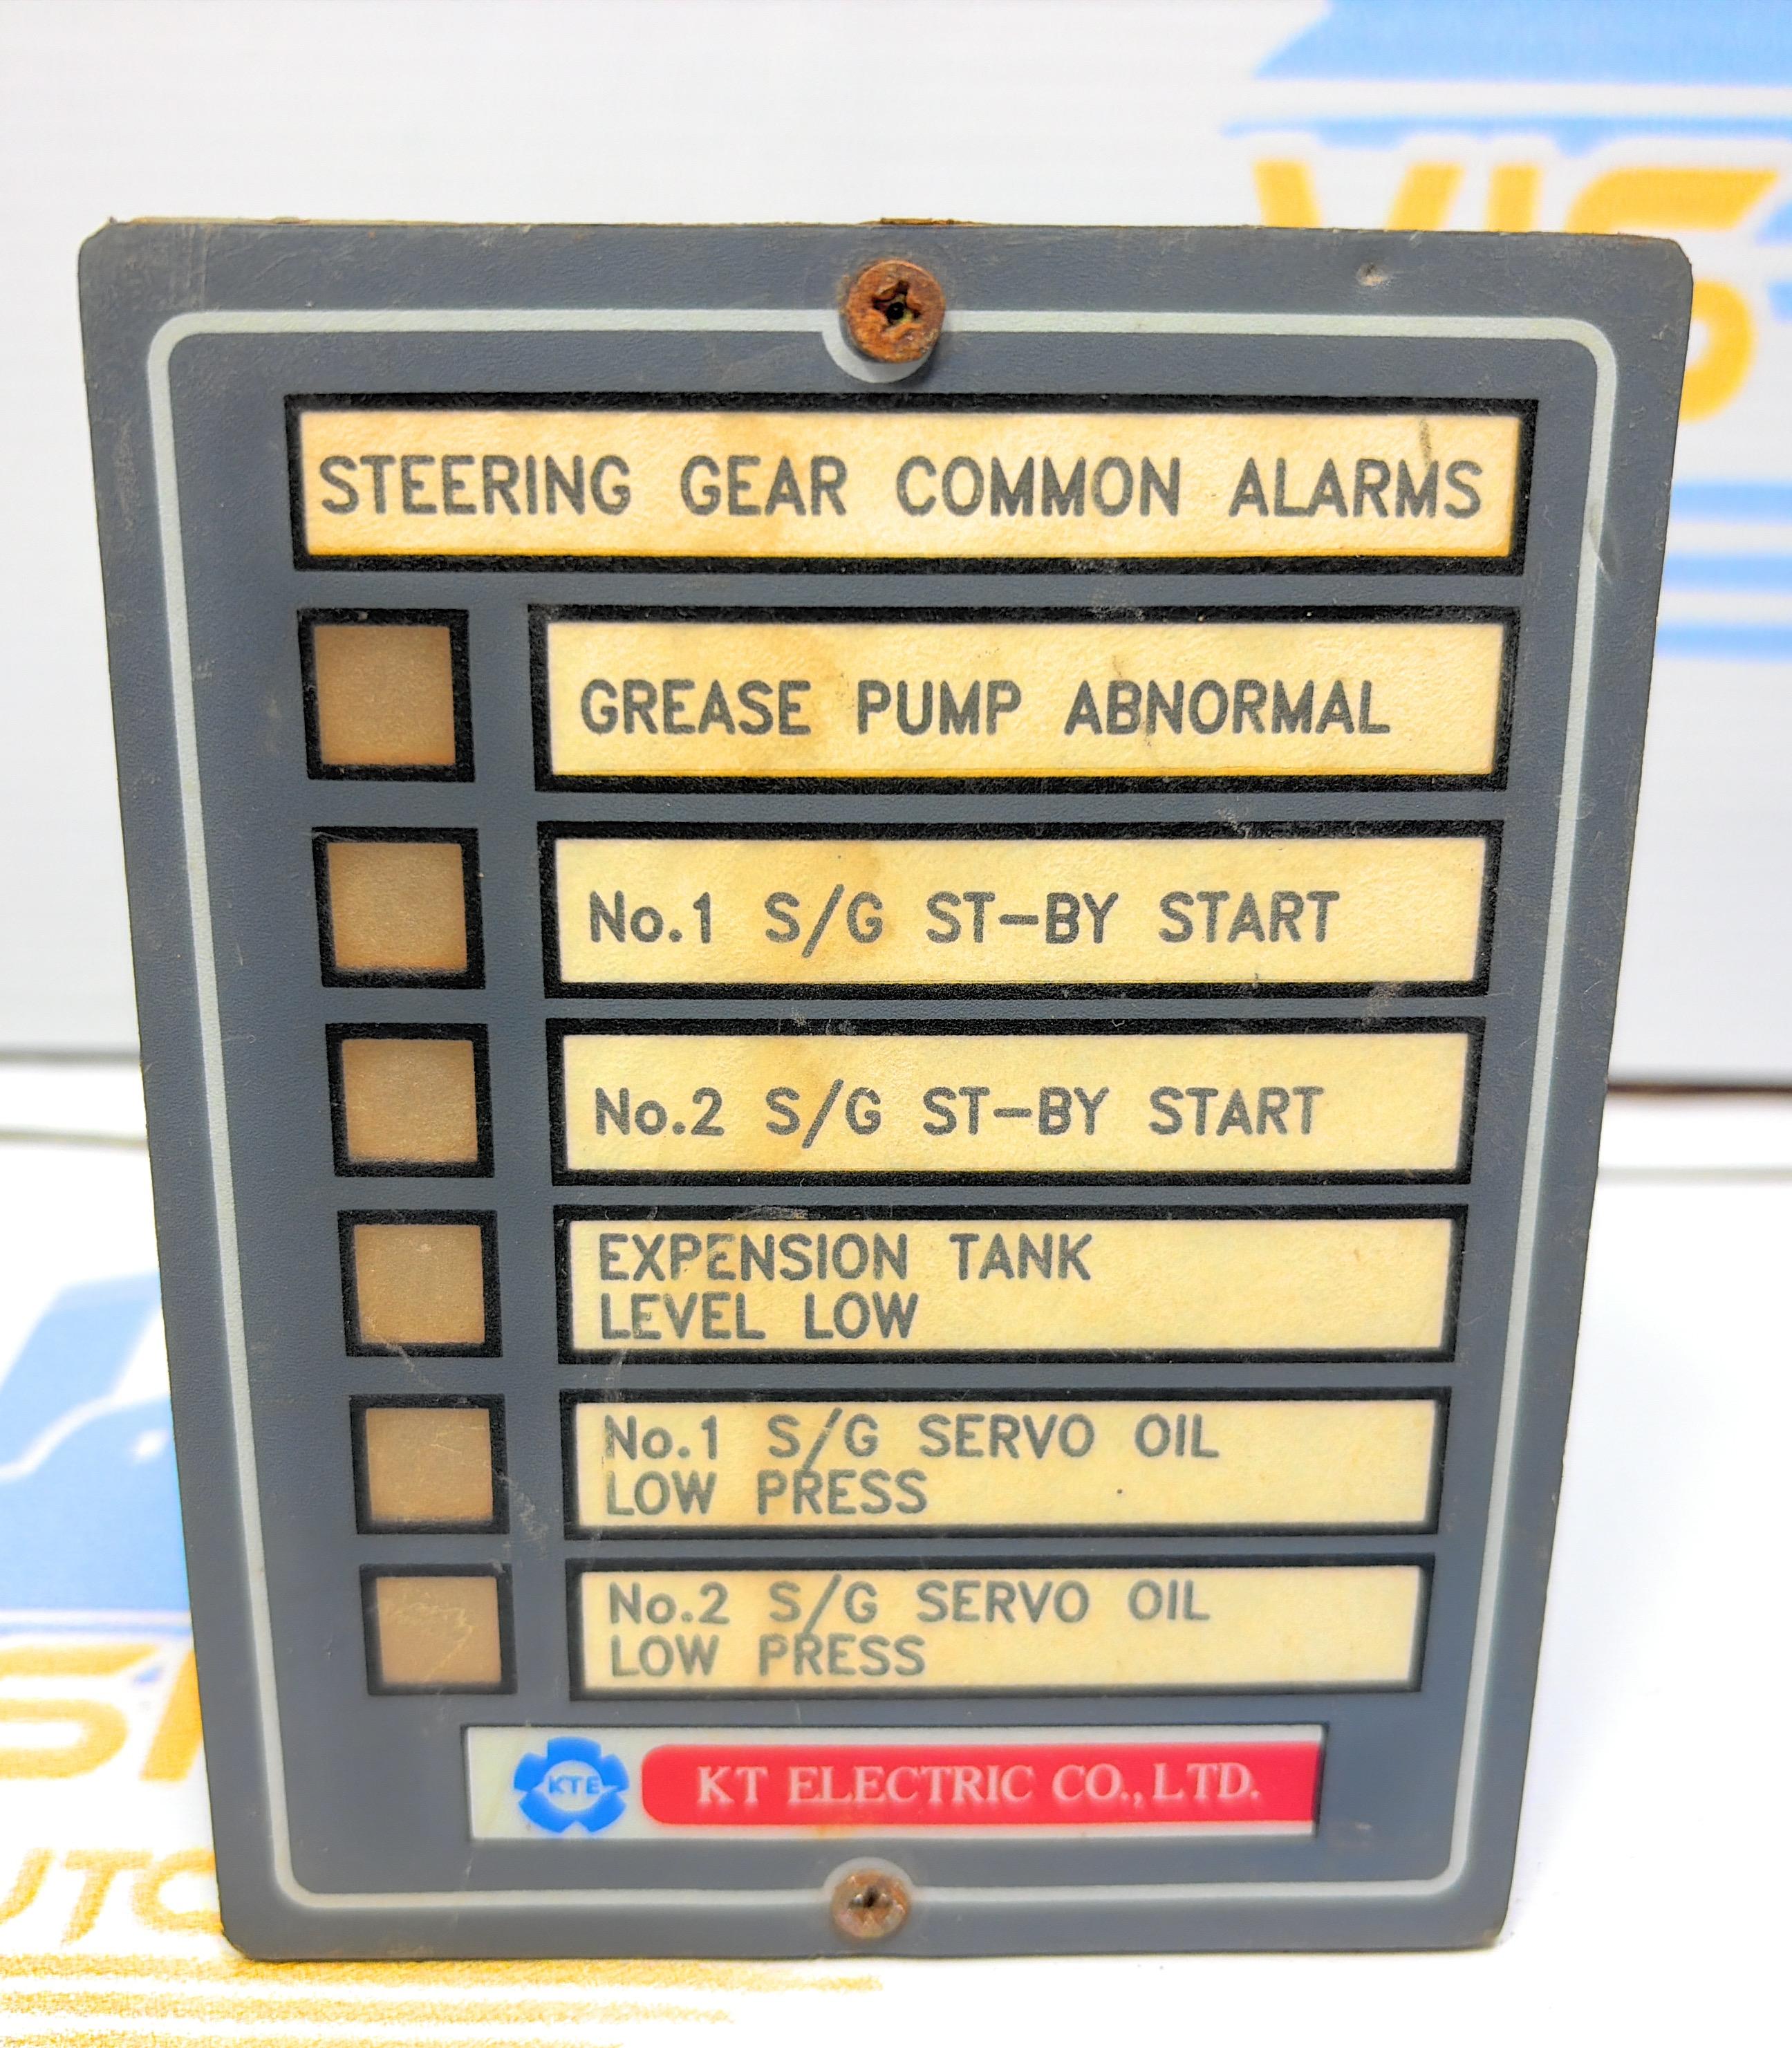 STEERING GEAR COMMON ALARMS
GREASE PUMP ABNORMAL
No.1 S/G ST-BY START
No.2 S/G ST-BY START
EXPENSION TANK
LEVEL LOW
No.1 S/G SERVO OIL
LOW PRESS
No.2 S/G SERVO OIL
LOW PRESS
KTE KT ELECTRIC CO., LTD.